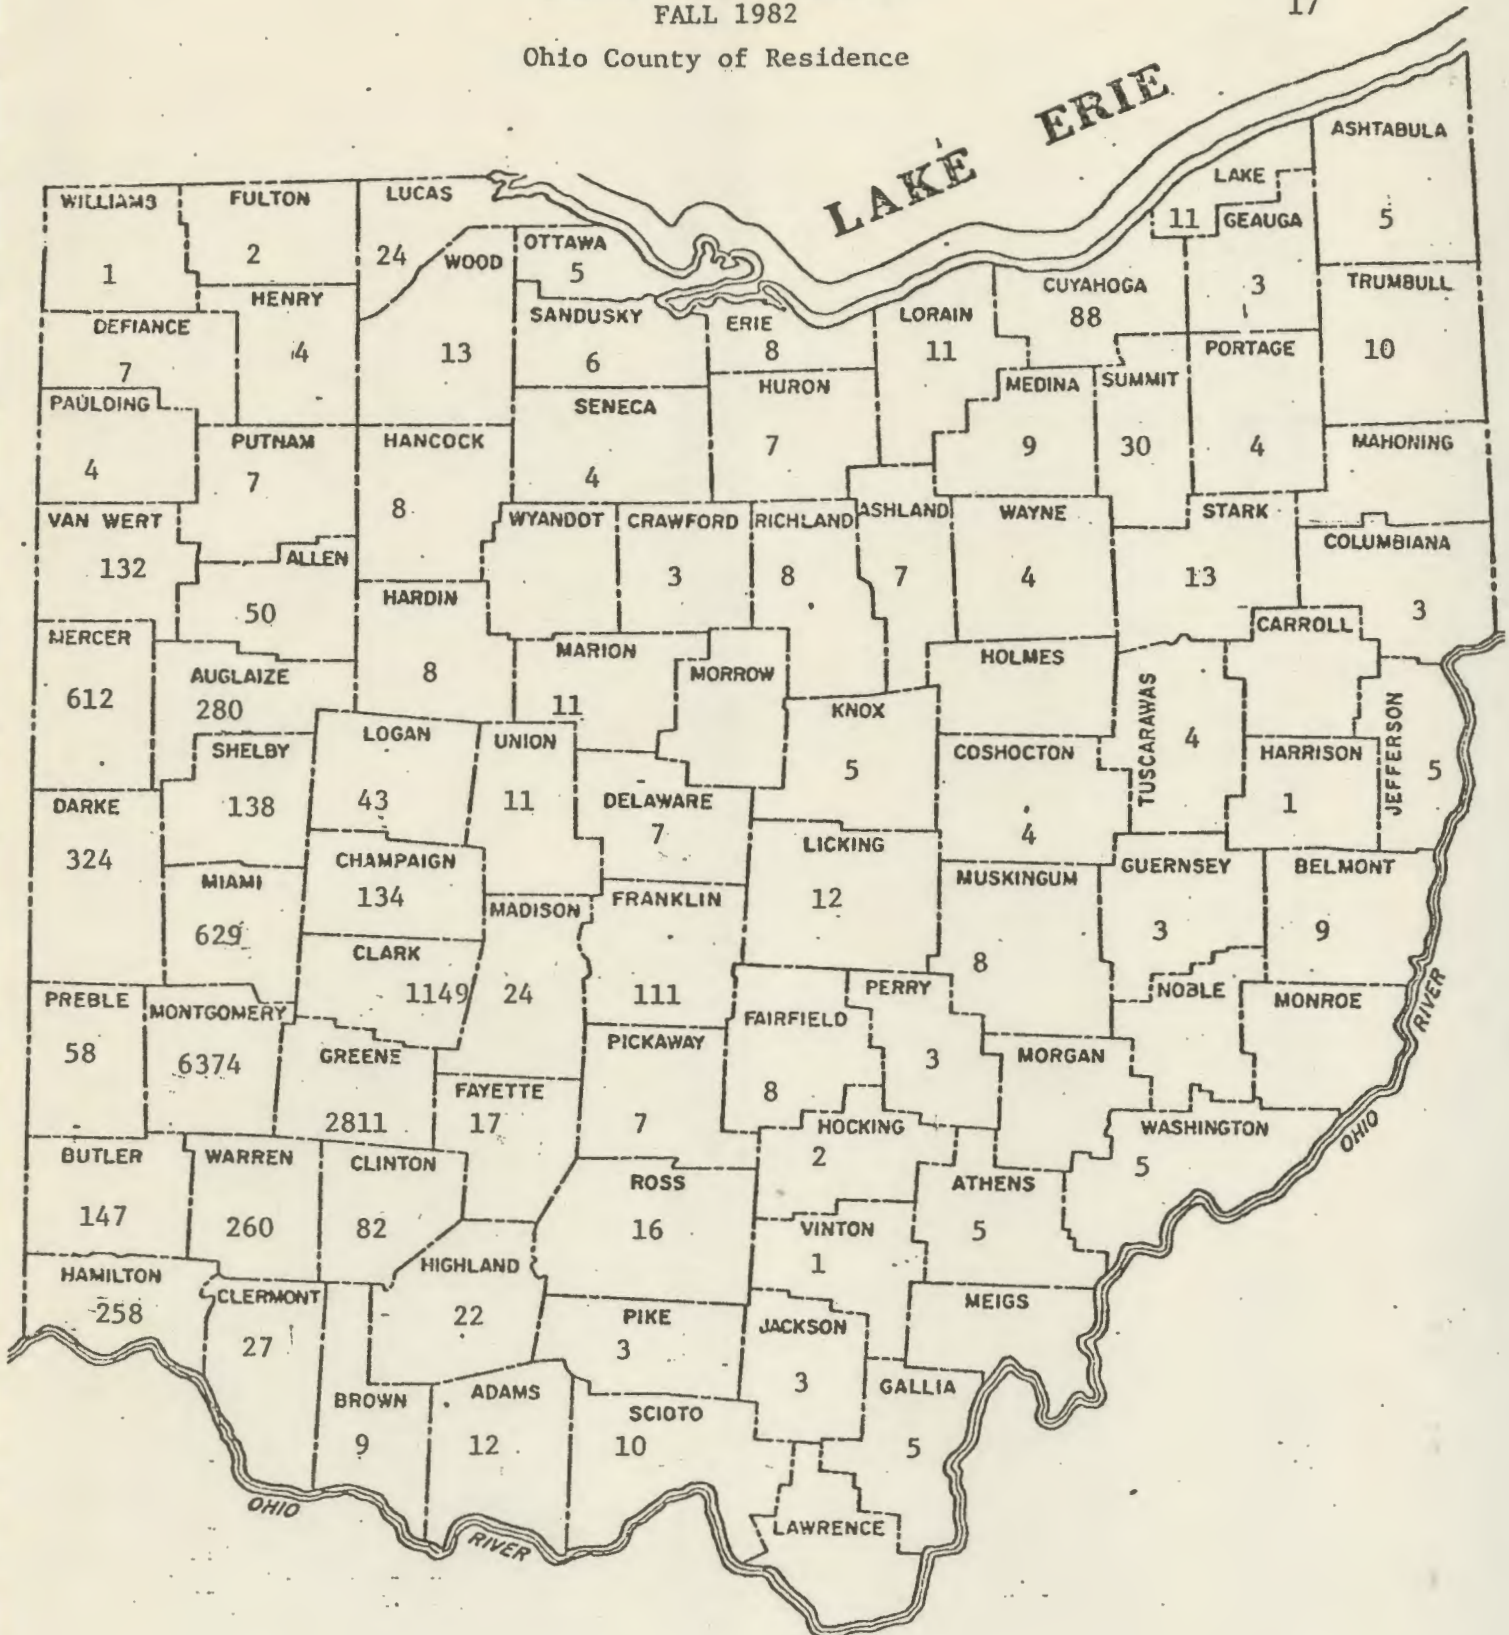 17
FALL 1982
Ohio County of Residence
LAKE ERIE
ASHTABULA
5
LAKE
11
GEAUGA
3
WILLIAMS
1
FULTON
2
LUCAS
24
WOOD
13
OTTAWA
5
HENRY
4
DEFIANCE
7
SANDUSKY
6
ERIE
8
LORAIN
11
CUYAHOGA
88
TRUMBULL
10
PORTAGE
4
PAULDING
4
PUTNAM
7
HANCOCK
8
SENECA
4
HURON
7
MEDINA
9
SUMMIT
30
MAHONING
VAN WERT
132
ALLEN
50
WYANDOT
CRAWFORD
3
RICHLAND
8
ASHLAND
7
WAYNE
4
STARK
13
COLUMBIANA
3
HARDIN
8
MERCER
612
AUGLAIZE
280
MARION
11
MORROW
HOLMES
CARROLL
TUSCARAWAS
4
JEFFERSON
5
SHELBY
138
LOGAN
43
UNION
11
KNOX
5
COSHOCTON
4
HARRISON
1
DARKE
324
DELAWARE
7
LICKING
12
MIAMI
629
CHAMPAIGN
134
MADISON
24
FRANKLIN
111
MUSKINGUM
8
GUERNSEY
3
BELMONT
9
CLARK
1149
PREBLE
58
MONTGOMERY
6374
GREENE
2811
FAYETTE
17
PICKAWAY
7
FAIRFIELD
8
PERRY
3
NOBLE
MONROE
MORGAN
OHIO RIVER
HOCKING
2
WASHINGTON
5
BUTLER
147
WARREN
260
CLINTON
82
ROSS
16
ATHENS
5
VINTON
1
HAMILTON
258
CLERMONT
27
HIGHLAND
22
PIKE
3
JACKSON
3
MEIGS
BROWN
9
ADAMS
12
SCIOTO
10
GALLIA
5
LAWRENCE
OHIO RIVER